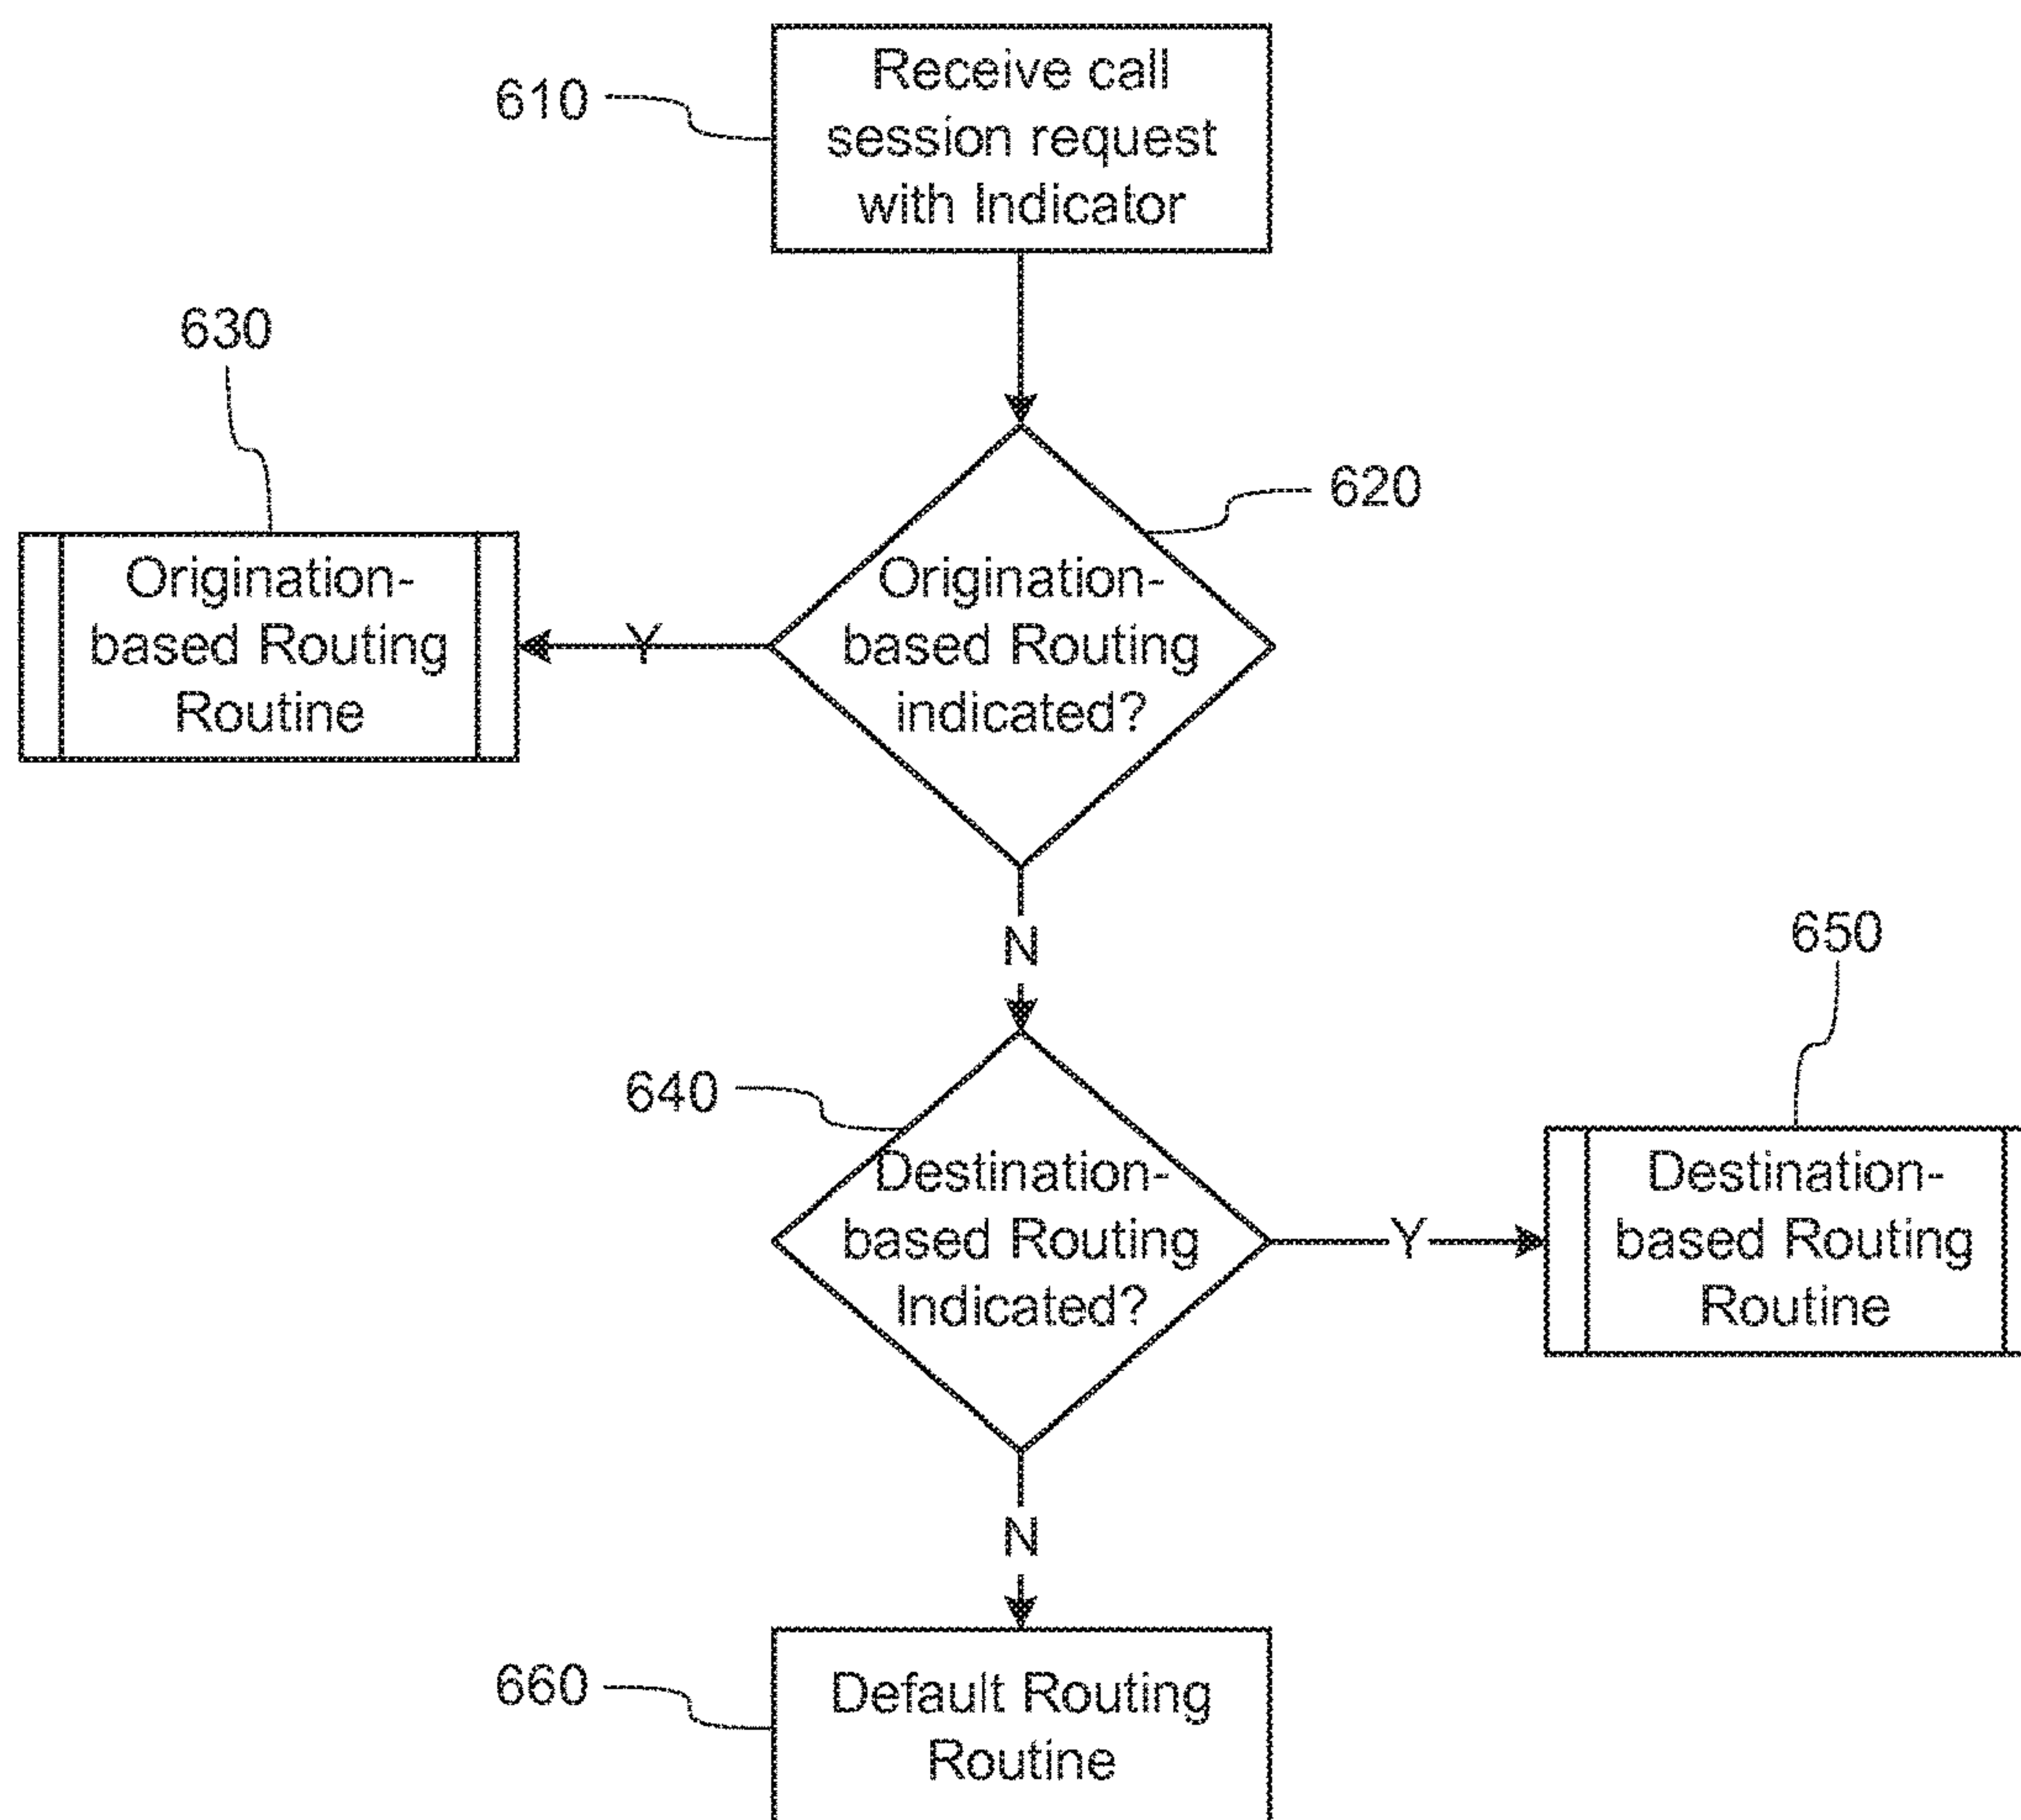 610
Receive call
session request
with Indicator
630
620
Origination-
based Routing
Routine
Y
Origination-
based Routing
indicated?
N
650
640
Destination-
based Routing
Indicated?
Y
Destination-
based Routing
Routine
N
660
Default Routing
Routine